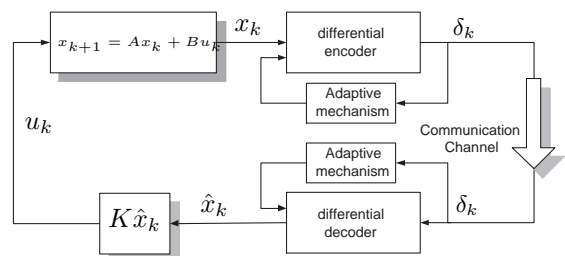 x_{k+1} = Ax_k + Bu_k
x_k
differential
encoder
δ_k
Adaptive
mechanism
u_k
Communication
Channel
Adaptive
mechanism
Kx̂_k
x̂_k
differential
decoder
δ_k